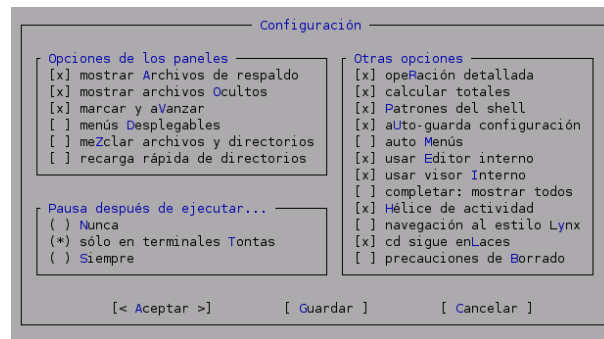 Configuración
Opciones de los paneles
[x] mostrar Archivos de respaldo
[x] mostrar archivos Ocultos
[x] marcar y aVanzar
[ ] menús Desplegables
[ ] meZclar archivos y directorios
[ ] recarga rápida de directorios
Pausa después de ejecutar...
( ) Nunca
(*) sólo en terminales Tontas
( ) Siempre
Otras opciones
[x] opeRación detallada
[x] calcular totales
[x] Patrones del shell
[x] aUto-guarda configuración
[ ] auto Menús
[x] usar Editor interno
[x] usar visor Interno
[ ] completar: mostrar todos
[x] Hélice de actividad
[ ] navegación al estilo Lynx
[x] cd sigue enLaces
[ ] precauciones de Borrado
[< Aceptar >] [ Guardar ] [ Cancelar ]